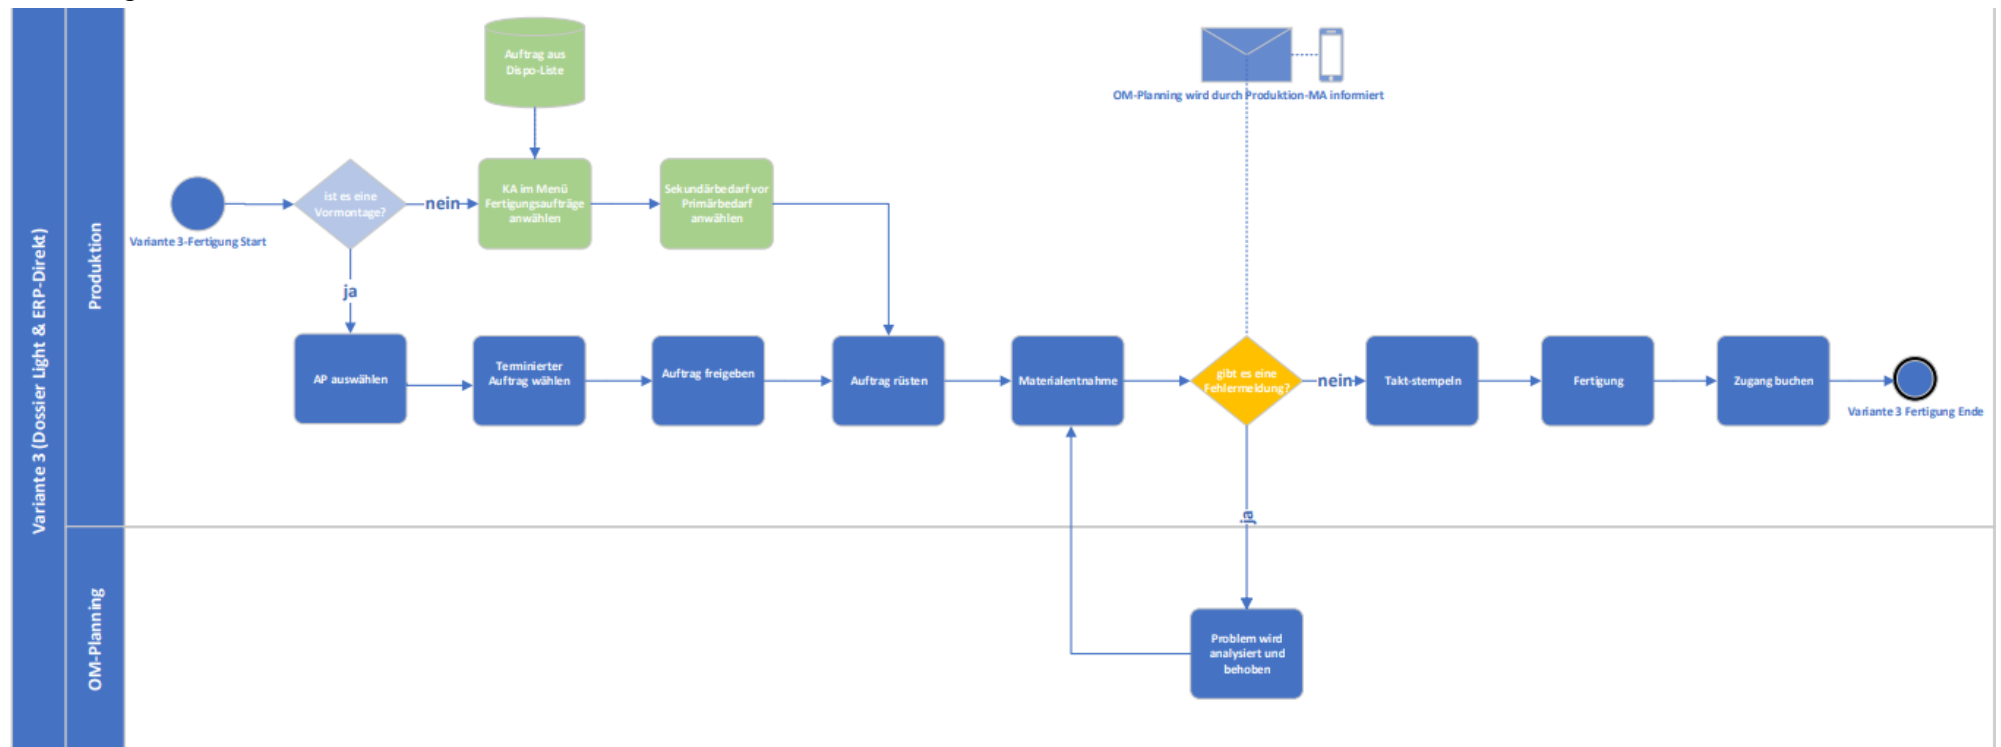 Variante 3 (Dossier Light & ERP-Direkt)
Produktion
OM-Planning
Auftrag aus
Dispo-Liste
OM-Planning wird durch Produktion-MA informiert
Variante 3-Fertigung Start
ist es eine
Vormontage?
nein
KA im Menü
Fertigungsaufträge
anwählen
Sekundärbedarf vor
Primärbedarf
anwählen
ja
AP auswählen
Terminierter
Auftrag wählen
Auftrag freigeben
Auftrag rüsten
Materialentnahme
gibt es eine
Fehlermeldung?
nein
Takt-stempeln
Fertigung
Zugang buchen
Variante 3 Fertigung Ende
ja
Problem wird
analysiert und
behoben